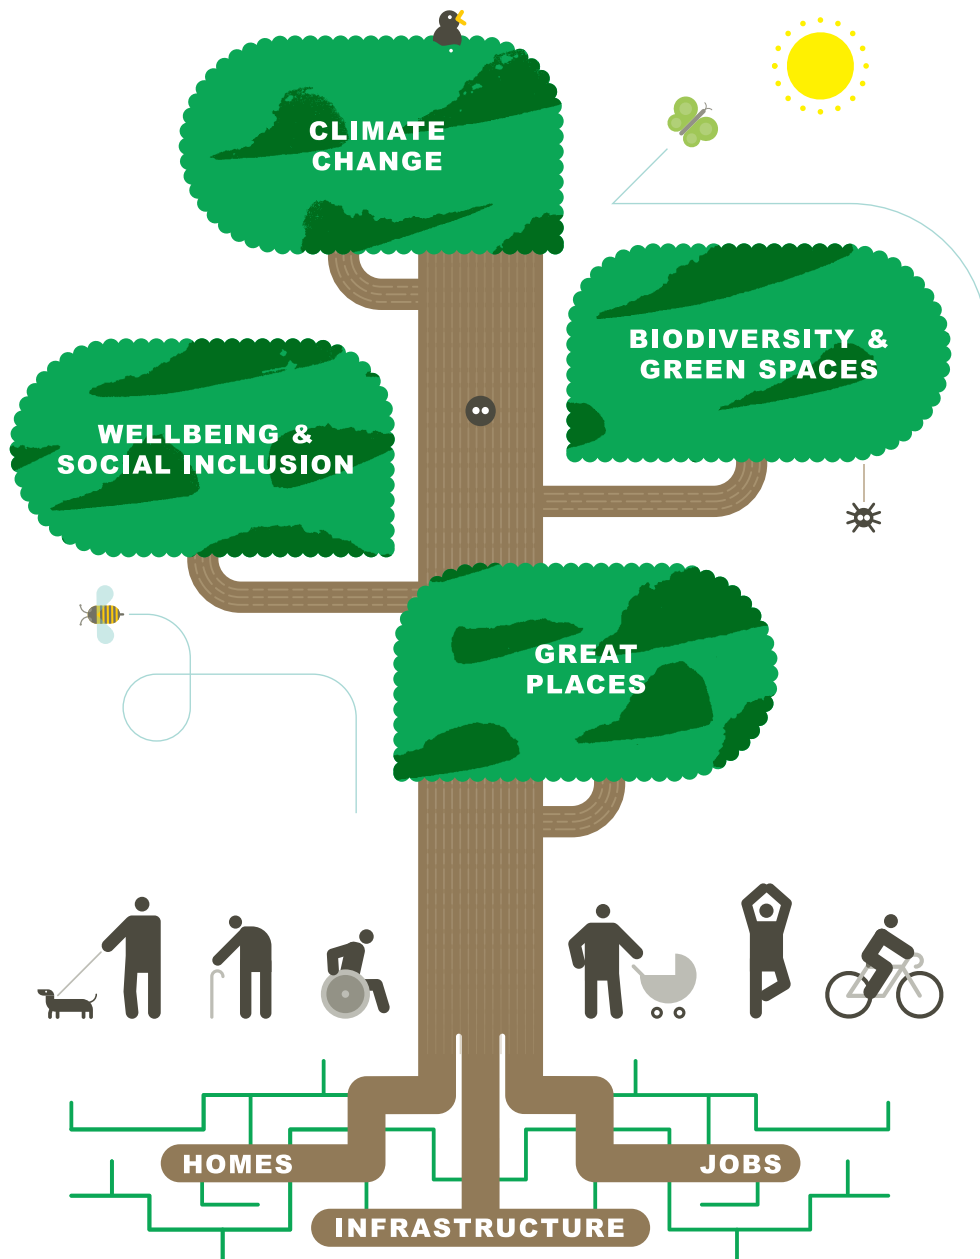 CLIMATE
CHANGE
BIODIVERSITY &
GREEN SPACES
WELLBEING &
SOCIAL INCLUSION
GREAT
PLACES
HOMES
JOBS
INFRASTRUCTURE